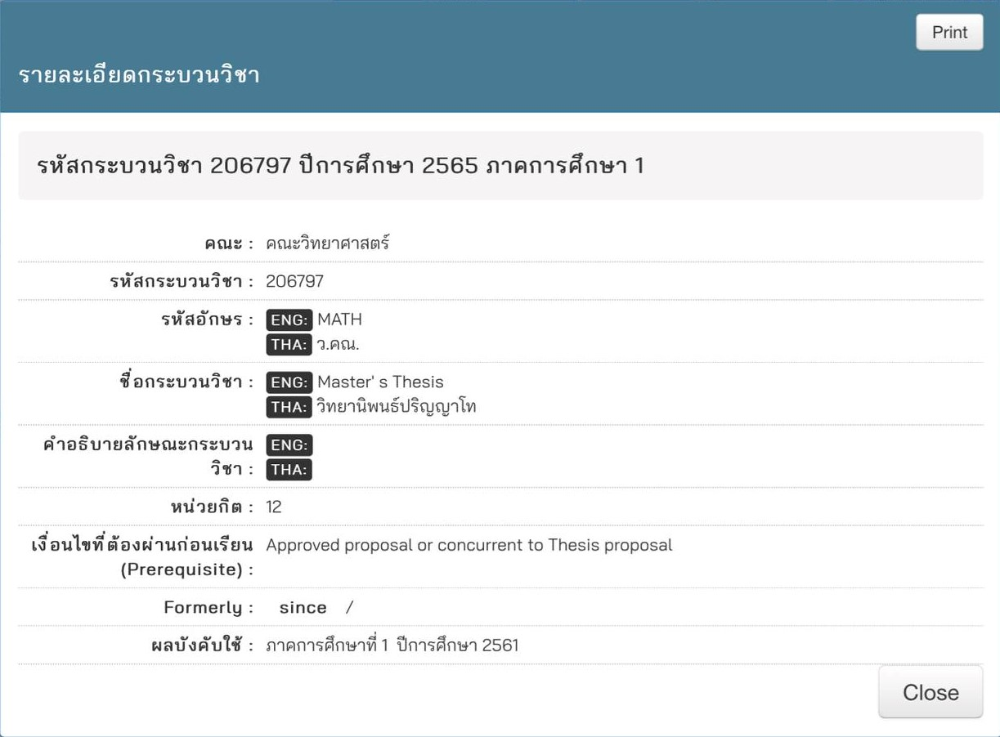 Print
รายละเอียดกระบวนวิชา
รหัสกระบวนวิชา 206797 ปีการศึกษา 2565 ภาคการศึกษา 1
คณะ : คณะวิทยาศาสตร์
รหัสกระบวนวิชา : 206797
รหัสอักษร : ENG: MATH
THA: ว.คณ.
ชื่อกระบวนวิชา : ENG: Master' s Thesis
THA: วิทยานิพนธ์ปริญญาโท
คำอธิบายลักษณะกระบวน ENG:
วิชา : THA:
หน่วยกิต : 12
เงื่อนไขที่ต้องผ่านก่อนเรียน Approved proposal or concurrent to Thesis proposal
(Prerequisite) :
Formerly : since /
ผลบังคับใช้ : ภาคการศึกษาที่ 1 ปีการศึกษา 2561
Close